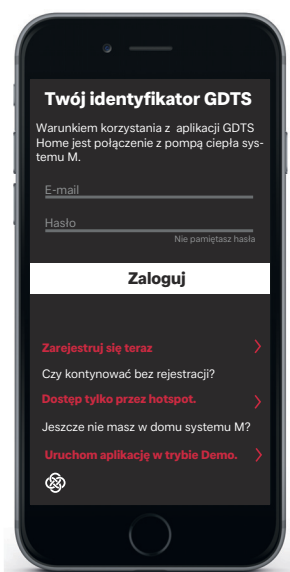 Twój identyfikator GDTS
Warunkiem korzystania z aplikacji GDTS
Home jest połączenie z pompą ciepła sys-
temu M.
E-mail
Hasło
Nie pamiętasz hasła
Zaloguj
Zarejestruj się teraz
Czy kontynować bez rejestracji?
Dostęp tylko przez hotspot.
Jeszcze nie masz w domu systemu M?
Uruchom aplikację w trybie Demo.